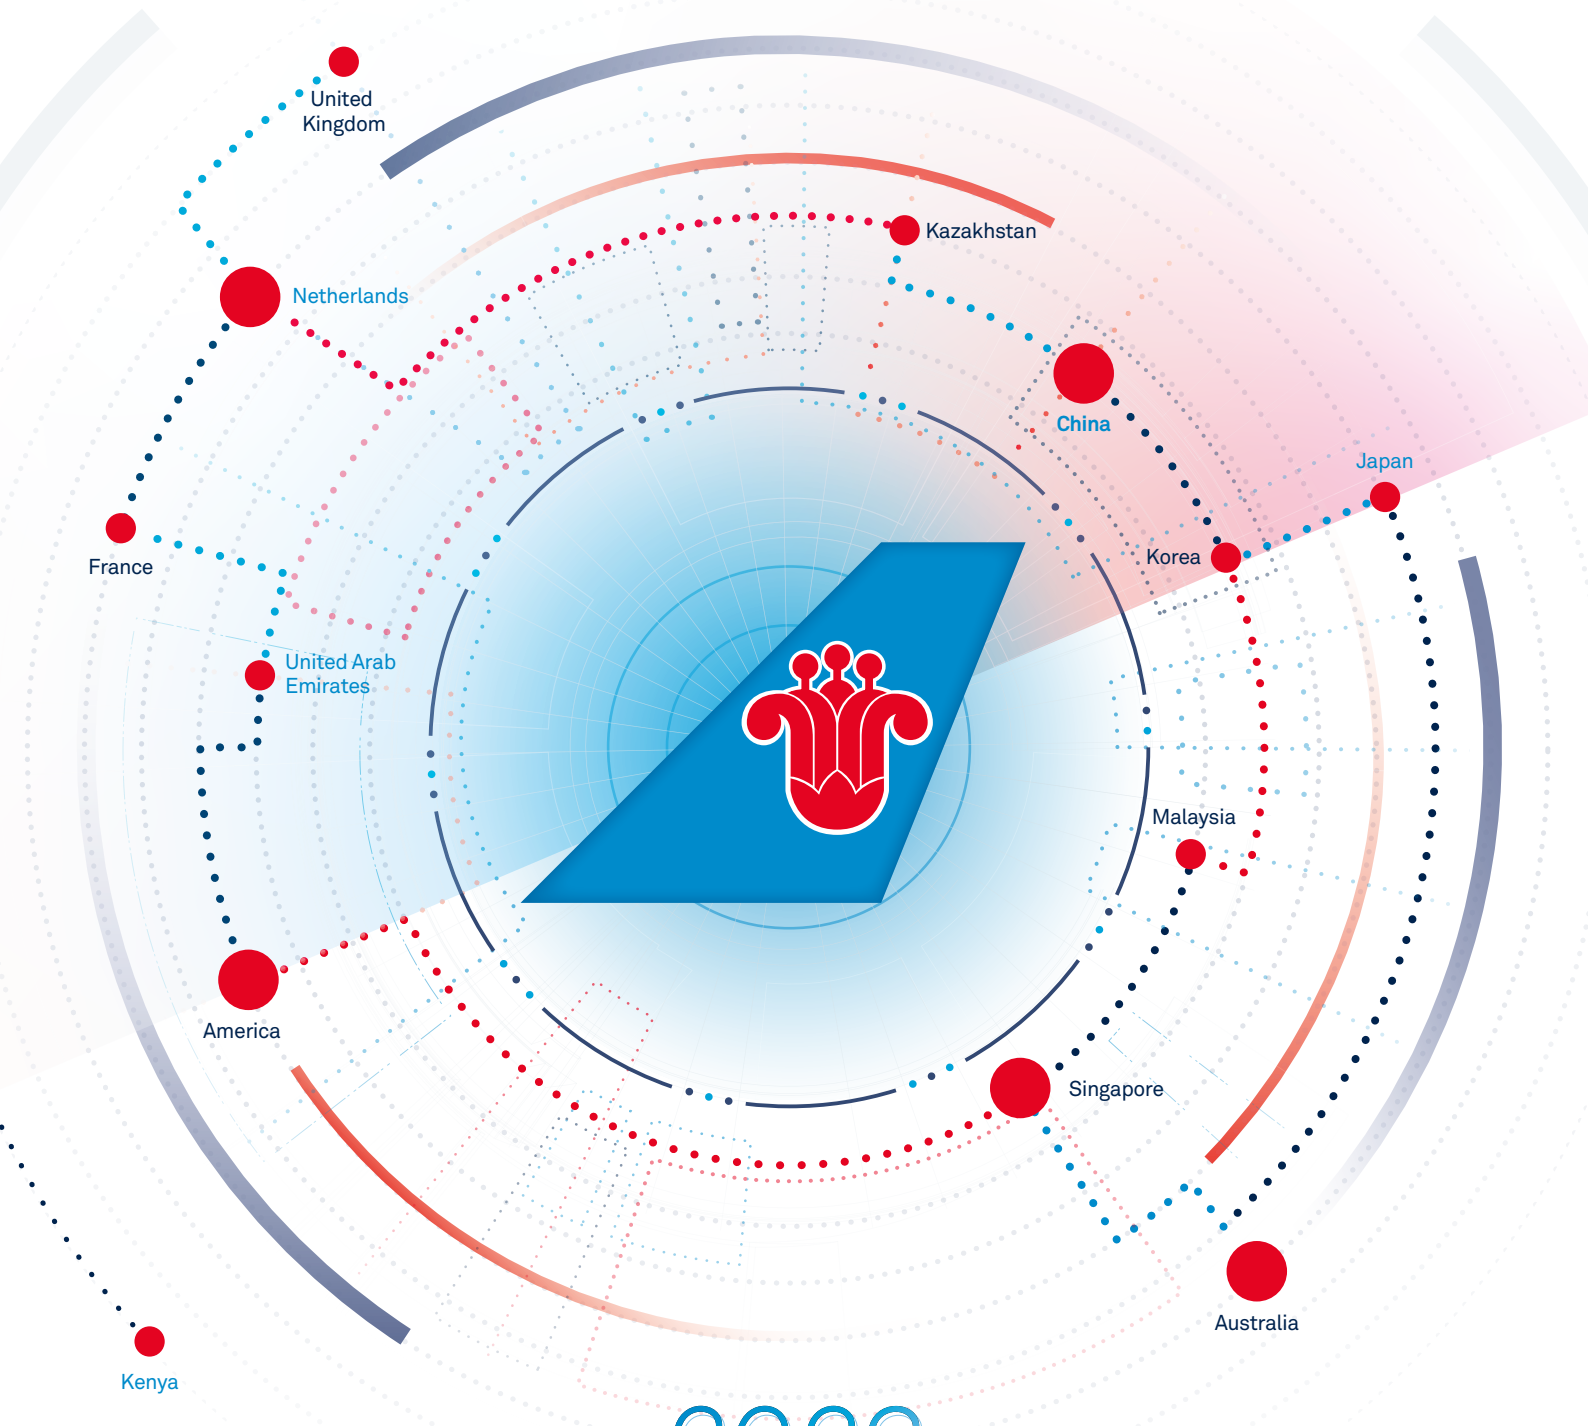 United
Kingdom
Kazakhstan
Netherlands
China
Japan
Korea
France
United Arab
Emirates
Malaysia
America
Singapore
Australia
Kenya